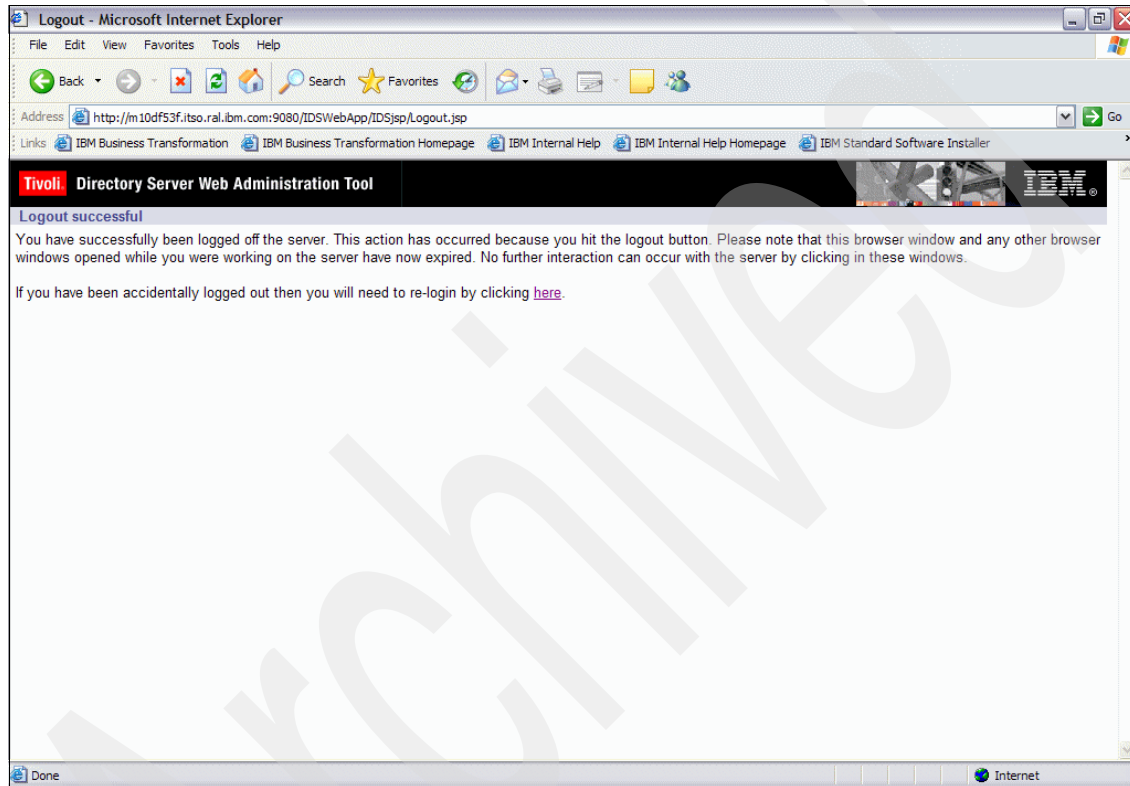 Logout - Microsoft Internet Explorer
File Edit View Favorites Tools Help
Back Search Favorites
Address http://m10df53f.itso.ral.ibm.com:9080/IDSWebApp/IDSjsp/Logout.jsp Go
Links IBM Business Transformation IBM Business Transformation Homepage IBM Internal Help IBM Internal Help Homepage IBM Standard Software Installer
Tivoli. Directory Server Web Administration Tool IBM®
Logout successful
You have successfully been logged off the server. This action has occurred because you hit the logout button. Please note that this browser window and any other browser
windows opened while you were working on the server have now expired. No further interaction can occur with the server by clicking in these windows.
If you have been accidentally logged out then you will need to re-login by clicking here.
Archived
Done Internet